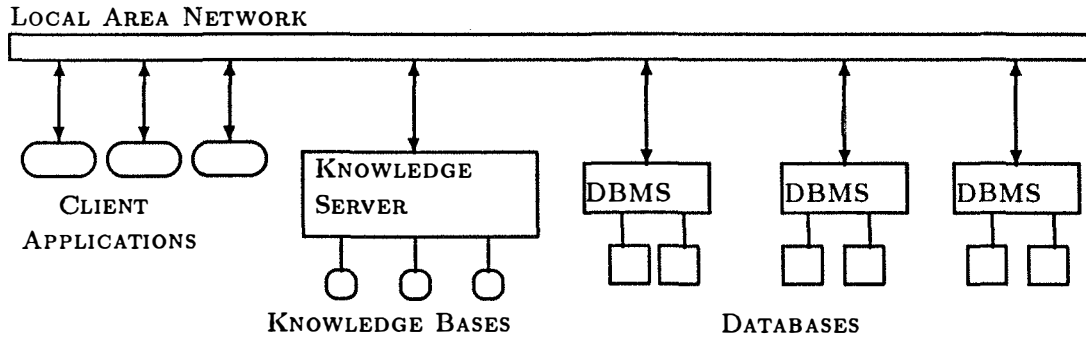 LOCAL AREA NETWORK
CLIENT
APPLICATIONS
KNOWLEDGE
SERVER
DBMS
DBMS
DBMS
KNOWLEDGE BASES
DATABASES